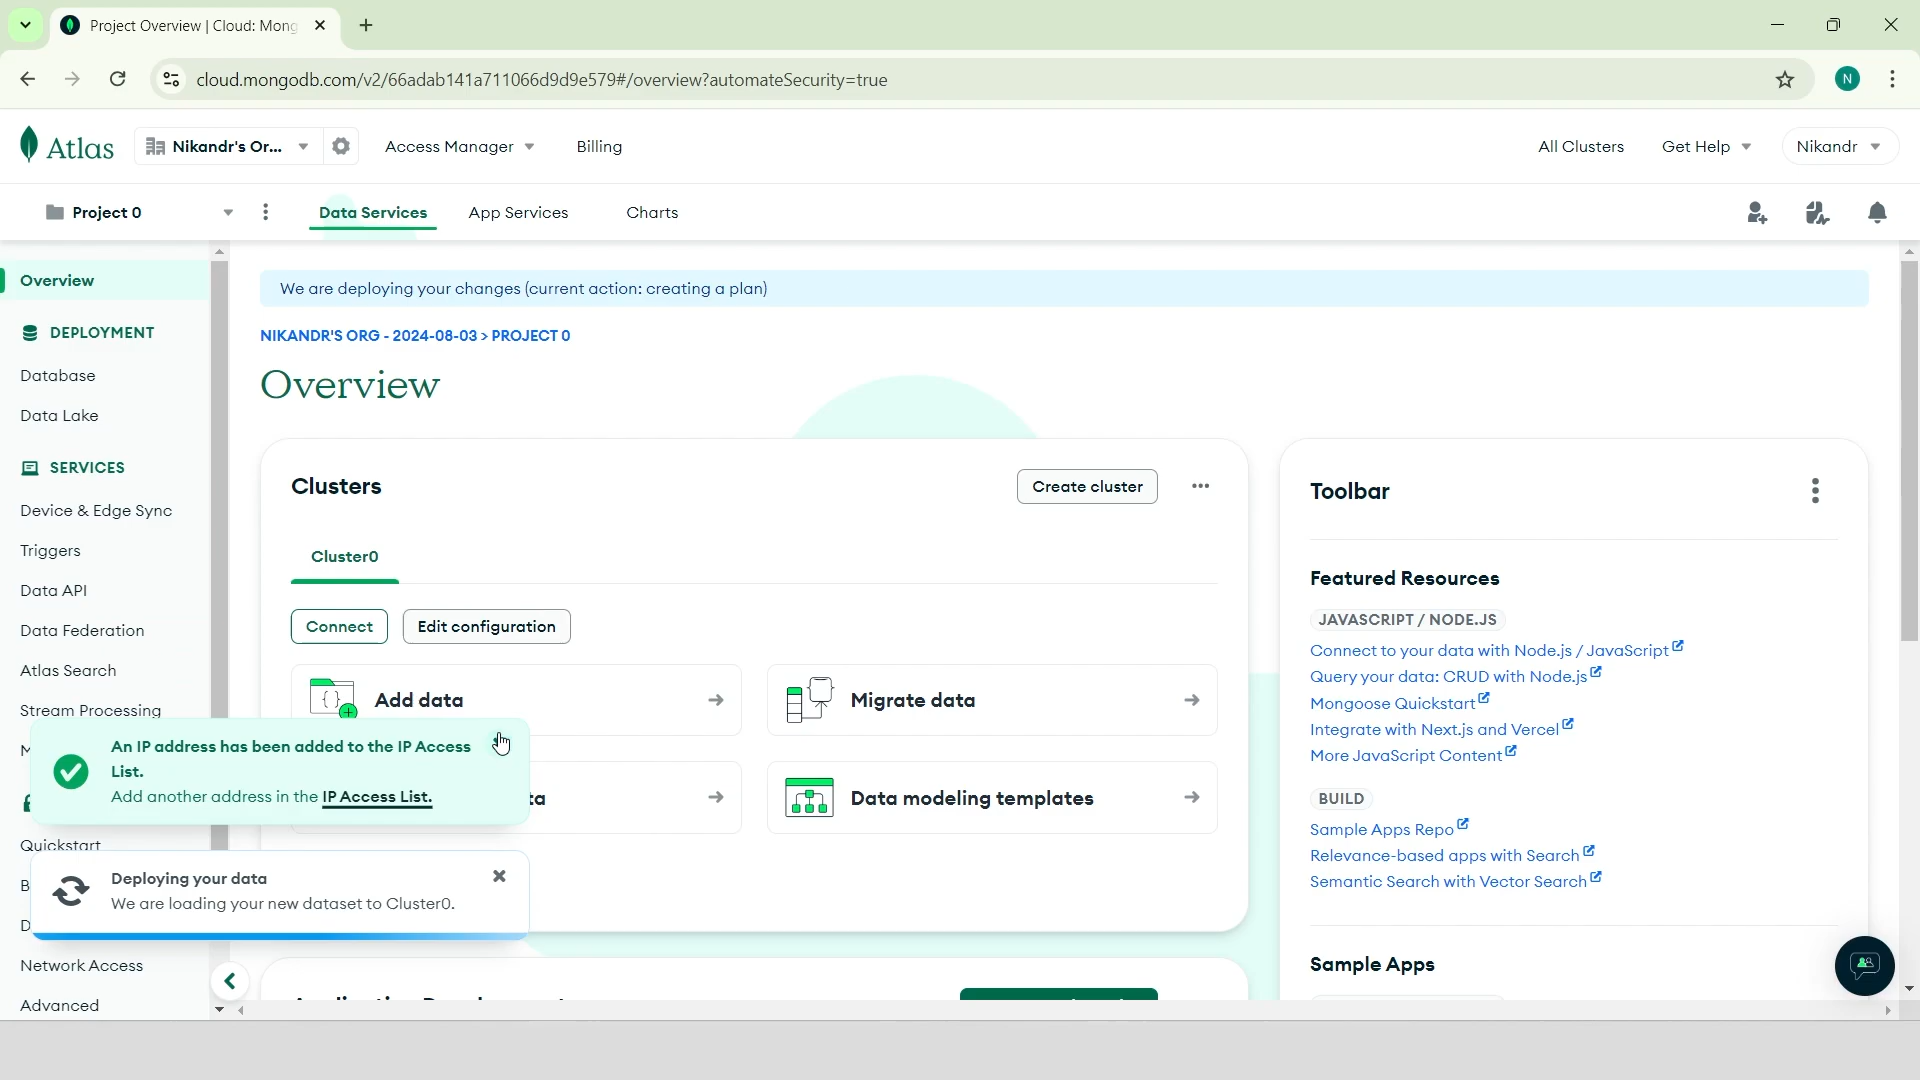 Project Overview | Cloud: Mong
cloud.mongodb.com/v2/66adab141a711066d9d9e579#/overview?automateSecurity=true
N
Atlas
Nikandr's Or...
Access Manager
Billing
All Clusters
Get Help
Nikandr
Project 0
Data Services
App Services
Charts
Overview
DEPLOYMENT
Database
Data Lake
SERVICES
Device & Edge Sync
Triggers
Data API
Data Federation
Atlas Search
Stream Processing
Quickstart
Network Access
Advanced
We are deploying your changes (current action: creating a plan)
NIKANDR'S ORG - 2024-08-03 > PROJECT 0
Overview
Clusters
Create cluster
Cluster0
Connect
Edit configuration
{ }
Add data
Migrate data
ta
Data modeling templates
An IP address has been added to the IP Access
List.
Add another address in the IP Access List.
Deploying your data
We are loading your new dataset to Cluster0.
Toolbar
Featured Resources
JAVASCRIPT / NODE.JS
Connect to your data with Node.js / JavaScript
Query your data: CRUD with Node.js
Mongoose Quickstart
Integrate with Next.js and Vercel
More JavaScript Content
BUILD
Sample Apps Repo
Relevance-based apps with Search
Semantic Search with Vector Search
Sample Apps